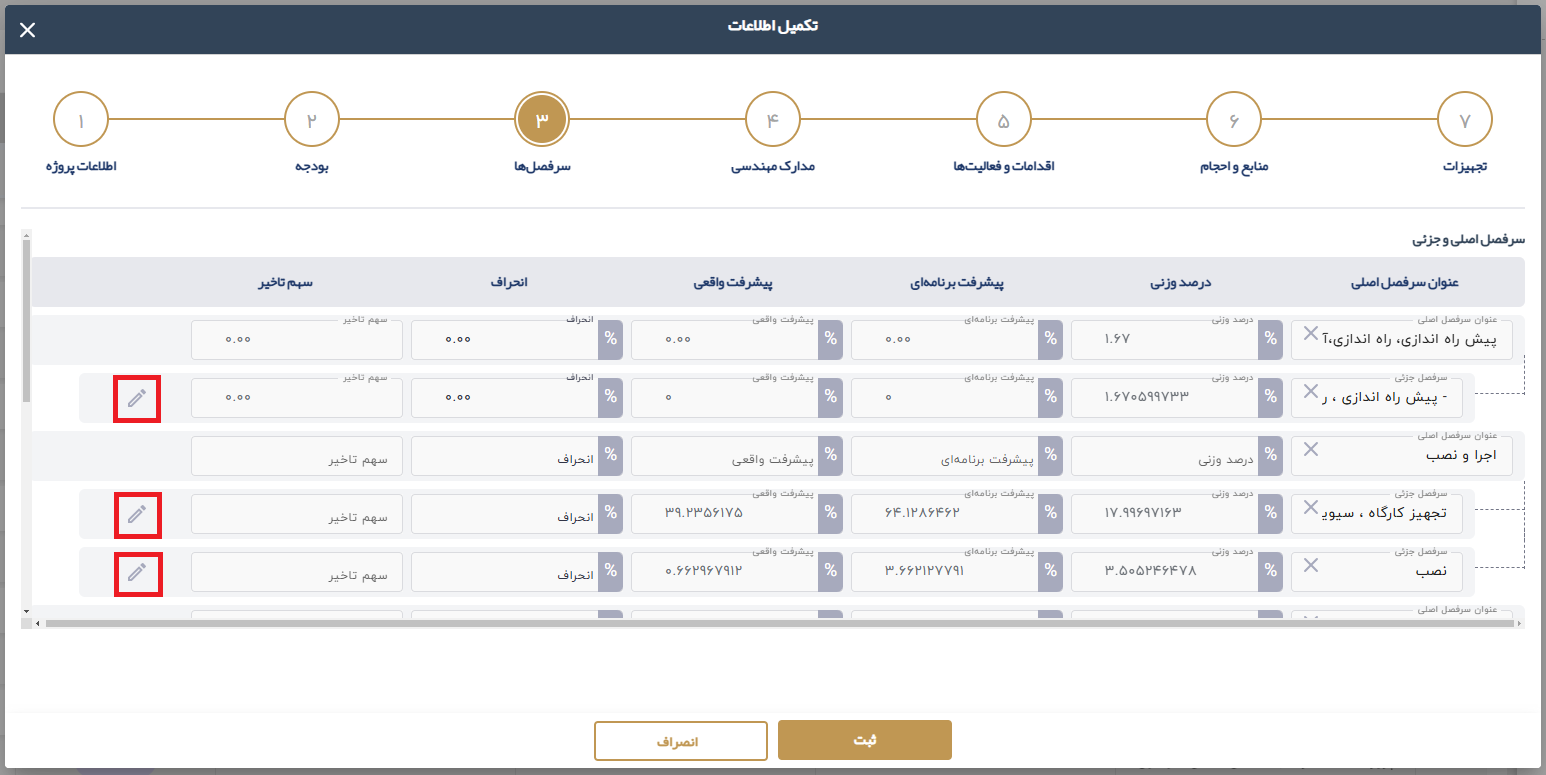 تکمیل اطلاعات
۷ ۶ ۵ ۴ ۳ ۲ ۱
تجهیزات منابع و احجام اقدامات و فعالیت‌ها مدارک مهندسی سرفصل‌ها بودجه اطلاعات پروژه
سرفصل اصلی و جزئی
عنوان سرفصل اصلی درصد وزنی پیشرفت برنامه‌ای پیشرفت واقعی انحراف سهم تاخیر
عنوان سرفصل اصلی درصد وزنی پیشرفت برنامه‌ای پیشرفت واقعی انحراف سهم تاخیر
پیش راه اندازی، راه اندازی،آ % ۱.۶۷ % ۰.۰۰ % ۰.۰۰ % ۰.۰۰ ۰.۰۰
سرفصل جزئی درصد وزنی پیشرفت برنامه‌ای پیشرفت واقعی انحراف سهم تاخیر
- پیش راه اندازی ، ر % ۱.۶۷۰۵۹۹۷۳۳ % ۰ % ۰ % ۰.۰۰ ۰.۰۰
عنوان سرفصل اصلی
اجرا و نصب % درصد وزنی % پیشرفت برنامه‌ای % پیشرفت واقعی % انحراف سهم تاخیر
سرفصل جزئی درصد وزنی پیشرفت برنامه‌ای پیشرفت واقعی
تجهیز کارگاه ، سیوی % ۱۷.۹۹۶۹۷۱۶۳ % ۶۴.۱۲۸۶۴۶۲ % ۳۹.۲۳۵۶۱۷۵ % انحراف سهم تاخیر
سرفصل جزئی درصد وزنی پیشرفت برنامه‌ای پیشرفت واقعی
نصب % ۳.۵۰۵۲۴۶۴۷۸ % ۳.۶۶۲۱۲۷۷۹۱ % ۰.۶۶۲۹۶۷۹۱۲ % انحراف سهم تاخیر
عنوان سرفصل اصلی
ثبت انصراف